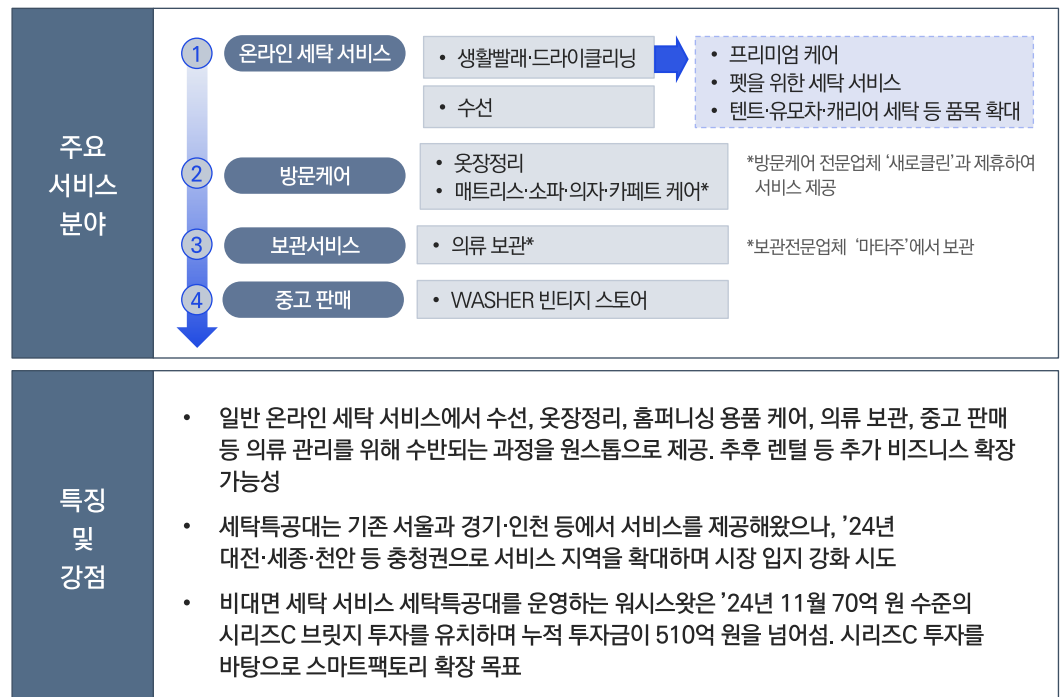 주요
서비스
분야
1 온라인 세탁 서비스
• 생활빨래·드라이클리닝
• 수선
• 프리미엄 케어
• 펫을 위한 세탁 서비스
• 텐트·유모차·캐리어 세탁 등 품목 확대
2 방문케어
• 옷장정리
• 매트리스·소파·의자·카페트 케어*
*방문케어 전문업체 ‘새로클린’과 제휴하여
서비스 제공
3 보관서비스
• 의류 보관*
*보관전문업체 ‘마타주’에서 보관
4 중고 판매
• WASHER 빈티지 스토어
특징
및
강점
• 일반 온라인 세탁 서비스에서 수선, 옷장정리, 홈퍼니싱 용품 케어, 의류 보관, 중고 판매
등 의류 관리를 위해 수반되는 과정을 원스톱으로 제공. 추후 렌털 등 추가 비즈니스 확장
가능성
• 세탁특공대는 기존 서울과 경기·인천 등에서 서비스를 제공해왔으나, ’24년
대전·세종·천안 등 충청권으로 서비스 지역을 확대하며 시장 입지 강화 시도
• 비대면 세탁 서비스 세탁특공대를 운영하는 워시스왓은 ’24년 11월 70억 원 수준의
시리즈C 브릿지 투자를 유치하며 누적 투자금이 510억 원을 넘어섬. 시리즈C 투자를
바탕으로 스마트팩토리 확장 목표